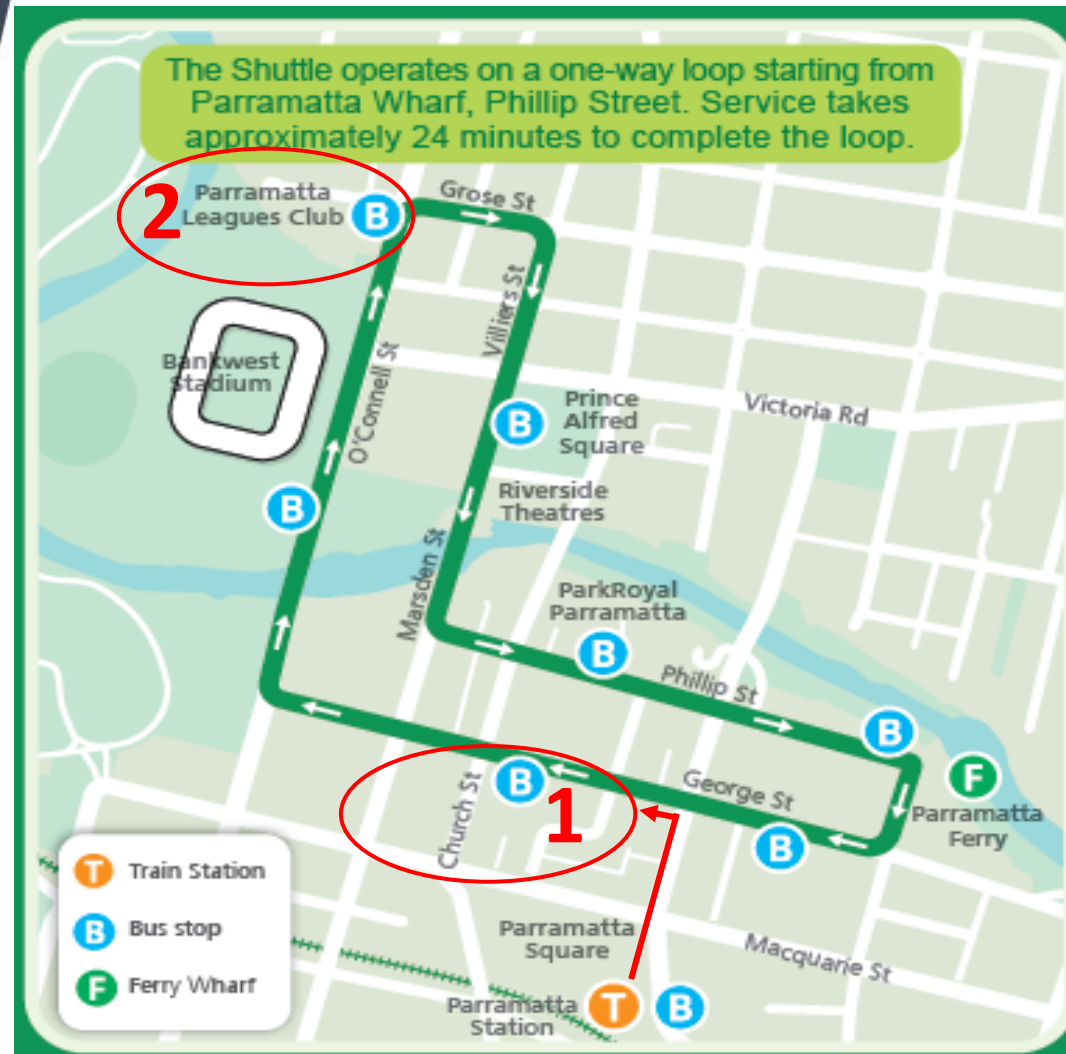 The Shuttle operates on a one-way loop starting from
Parramatta Wharf, Phillip Street. Service takes
approximately 24 minutes to complete the loop.
2
Parramatta
Leagues Club
B
Grose St
Villiers St
Bankwest
Stadium
O'Connell St
B
Prince
Alfred
Square
Victoria Rd
B
Riverside
Theatres
Marsden St
ParkRoyal
Parramatta
B
Phillip St
B
F
Parramatta
Ferry
Church St
B
1
George St
B
T Train Station
B Bus stop
F Ferry Wharf
Parramatta
Square
Macquarie St
Parramatta
Station
T
B